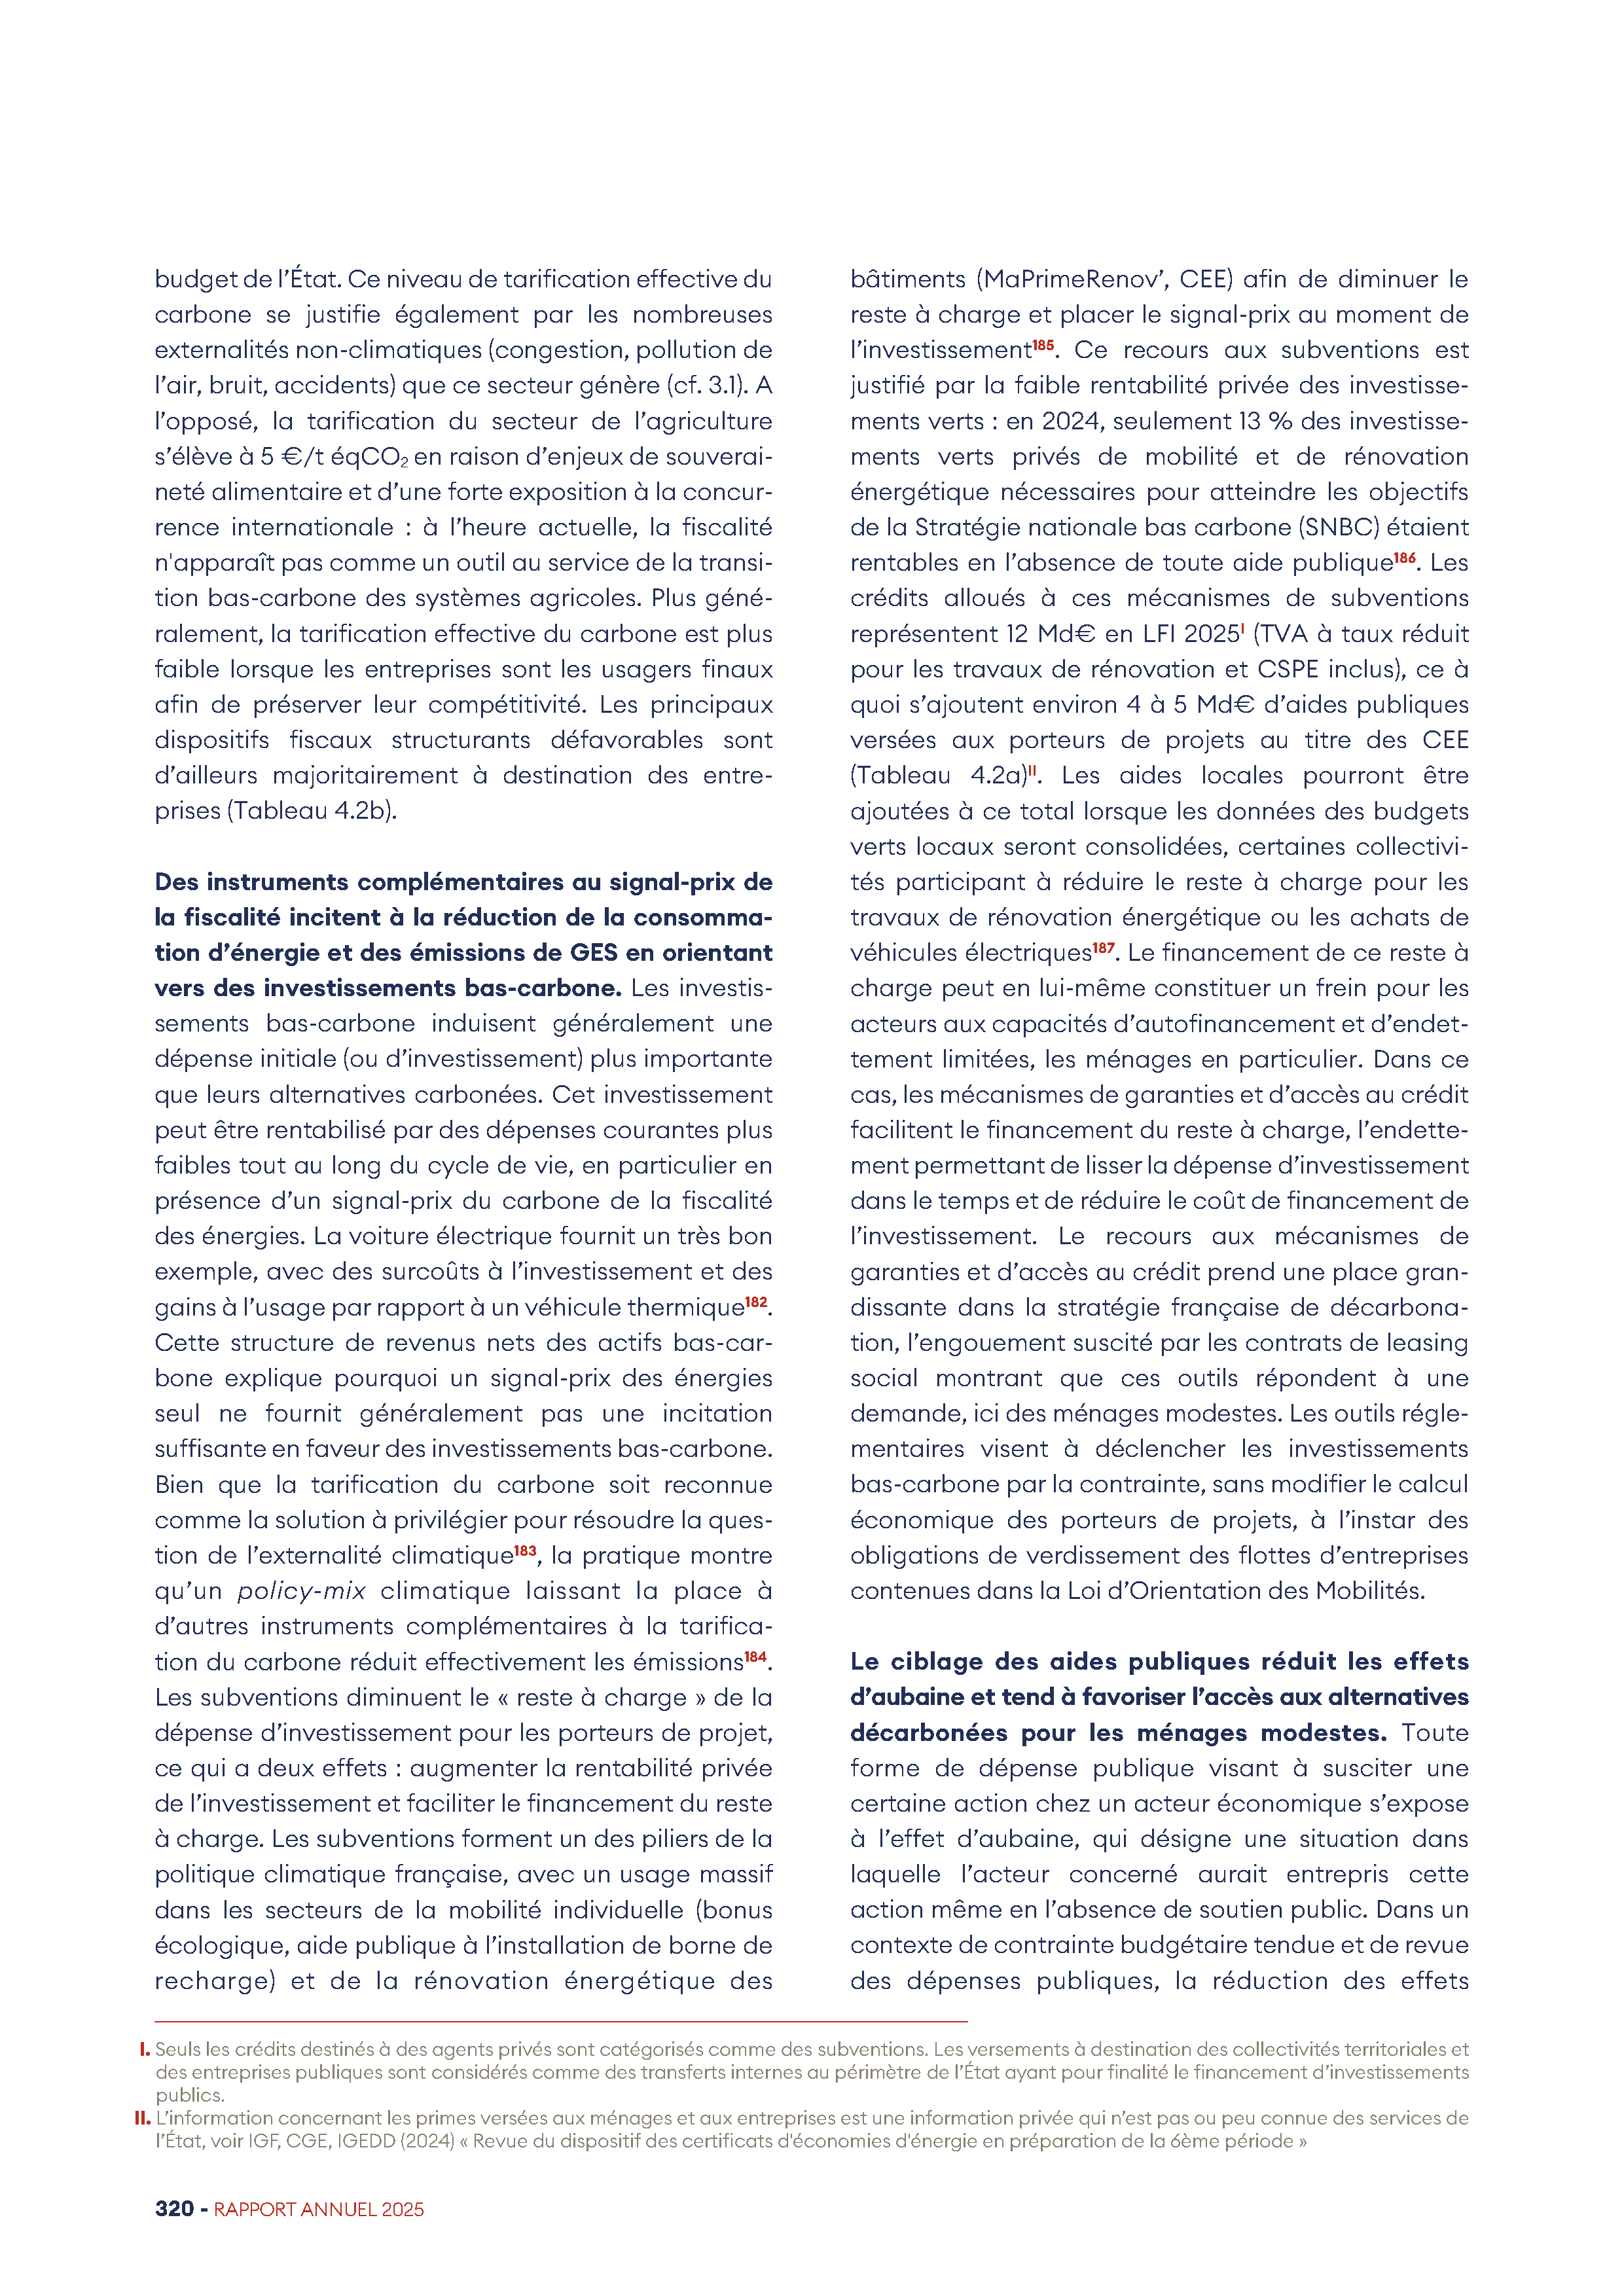 budget de l’État. Ce niveau de tarification effective du
carbone se justifie également par les nombreuses
externalités non-climatiques (congestion, pollution de
l’air, bruit, accidents) que ce secteur génère (cf. 3.1). A
l’opposé, la tarification du secteur de l’agriculture
s’élève à 5 €/t éqCO₂ en raison d’enjeux de souverai-
neté alimentaire et d’une forte exposition à la concur-
rence internationale : à l’heure actuelle, la fiscalité
n'apparaît pas comme un outil au service de la transi-
tion bas-carbone des systèmes agricoles. Plus géné-
ralement, la tarification effective du carbone est plus
faible lorsque les entreprises sont les usagers finaux
afin de préserver leur compétitivité. Les principaux
dispositifs fiscaux structurants défavorables sont
d’ailleurs majoritairement à destination des entre-
prises (Tableau 4.2b).
Des instruments complémentaires au signal-prix de
la fiscalité incitent à la réduction de la consomma-
tion d’énergie et des émissions de GES en orientant
vers des investissements bas-carbone. Les investis-
sements bas-carbone induisent généralement une
dépense initiale (ou d’investissement) plus importante
que leurs alternatives carbonées. Cet investissement
peut être rentabilisé par des dépenses courantes plus
faibles tout au long du cycle de vie, en particulier en
présence d’un signal-prix du carbone de la fiscalité
des énergies. La voiture électrique fournit un très bon
exemple, avec des surcoûts à l’investissement et des
gains à l’usage par rapport à un véhicule thermique182.
Cette structure de revenus nets des actifs bas-car-
bone explique pourquoi un signal-prix des énergies
seul ne fournit généralement pas une incitation
suffisante en faveur des investissements bas-carbone.
Bien que la tarification du carbone soit reconnue
comme la solution à privilégier pour résoudre la ques-
tion de l’externalité climatique183, la pratique montre
qu’un policy-mix climatique laissant la place à
d’autres instruments complémentaires à la tarifica-
tion du carbone réduit effectivement les émissions184.
Les subventions diminuent le « reste à charge » de la
dépense d’investissement pour les porteurs de projet,
ce qui a deux effets : augmenter la rentabilité privée
de l’investissement et faciliter le financement du reste
à charge. Les subventions forment un des piliers de la
politique climatique française, avec un usage massif
dans les secteurs de la mobilité individuelle (bonus
écologique, aide publique à l’installation de borne de
recharge) et de la rénovation énergétique des
bâtiments (MaPrimeRenov’, CEE) afin de diminuer le
reste à charge et placer le signal-prix au moment de
l’investissement185. Ce recours aux subventions est
justifié par la faible rentabilité privée des investisse-
ments verts : en 2024, seulement 13 % des investisse-
ments verts privés de mobilité et de rénovation
énergétique nécessaires pour atteindre les objectifs
de la Stratégie nationale bas carbone (SNBC) étaient
rentables en l’absence de toute aide publique186. Les
crédits alloués à ces mécanismes de subventions
représentent 12 Md€ en LFI 2025I (TVA à taux réduit
pour les travaux de rénovation et CSPE inclus), ce à
quoi s’ajoutent environ 4 à 5 Md€ d’aides publiques
versées aux porteurs de projets au titre des CEE
(Tableau 4.2a)II. Les aides locales pourront être
ajoutées à ce total lorsque les données des budgets
verts locaux seront consolidées, certaines collectivi-
tés participant à réduire le reste à charge pour les
travaux de rénovation énergétique ou les achats de
véhicules électriques187. Le financement de ce reste à
charge peut en lui-même constituer un frein pour les
acteurs aux capacités d’autofinancement et d’endet-
tement limitées, les ménages en particulier. Dans ce
cas, les mécanismes de garanties et d’accès au crédit
facilitent le financement du reste à charge, l’endette-
ment permettant de lisser la dépense d’investissement
dans le temps et de réduire le coût de financement de
l’investissement. Le recours aux mécanismes de
garanties et d’accès au crédit prend une place gran-
dissante dans la stratégie française de décarbona-
tion, l’engouement suscité par les contrats de leasing
social montrant que ces outils répondent à une
demande, ici des ménages modestes. Les outils régle-
mentaires visent à déclencher les investissements
bas-carbone par la contrainte, sans modifier le calcul
économique des porteurs de projets, à l’instar des
obligations de verdissement des flottes d’entreprises
contenues dans la Loi d’Orientation des Mobilités.
Le ciblage des aides publiques réduit les effets
d’aubaine et tend à favoriser l’accès aux alternatives
décarbonées pour les ménages modestes. Toute
forme de dépense publique visant à susciter une
certaine action chez un acteur économique s’expose
à l’effet d’aubaine, qui désigne une situation dans
laquelle l’acteur concerné aurait entrepris cette
action même en l’absence de soutien public. Dans un
contexte de contrainte budgétaire tendue et de revue
des dépenses publiques, la réduction des effets
I. Seuls les crédits destinés à des agents privés sont catégorisés comme des subventions. Les versements à destination des collectivités territoriales et
des entreprises publiques sont considérés comme des transferts internes au périmètre de l’État ayant pour finalité le financement d’investissements
publics.
II. L’information concernant les primes versées aux ménages et aux entreprises est une information privée qui n’est pas ou peu connue des services de
l’État, voir IGF, CGE, IGEDD (2024) « Revue du dispositif des certificats d'économies d'énergie en préparation de la 6ème période »
320 - RAPPORT ANNUEL 2025